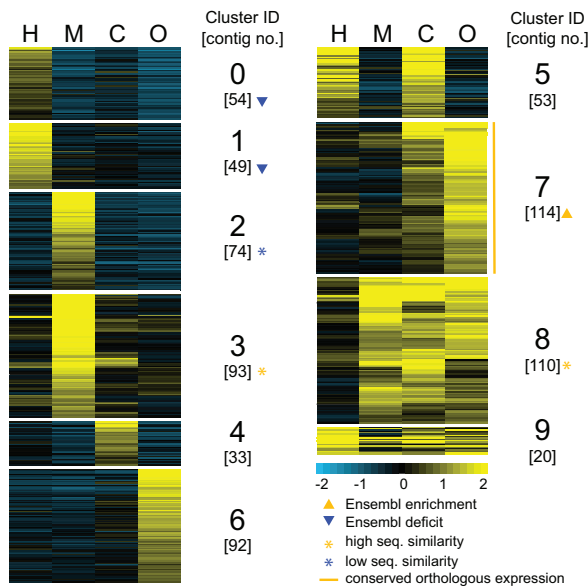 H M C O
Cluster ID
[contig no.]
0
[54]
1
[49]
2
[74] *
3
[93] *
4
[33]
6
[92]
H M C O
Cluster ID
[contig no.]
5
[53]
7
[114]
8
[110] *
9
[20]
-2 -1 0 1 2
Ensembl enrichment
Ensembl deficit
* high seq. similarity
* low seq. similarity
conserved orthologous expression